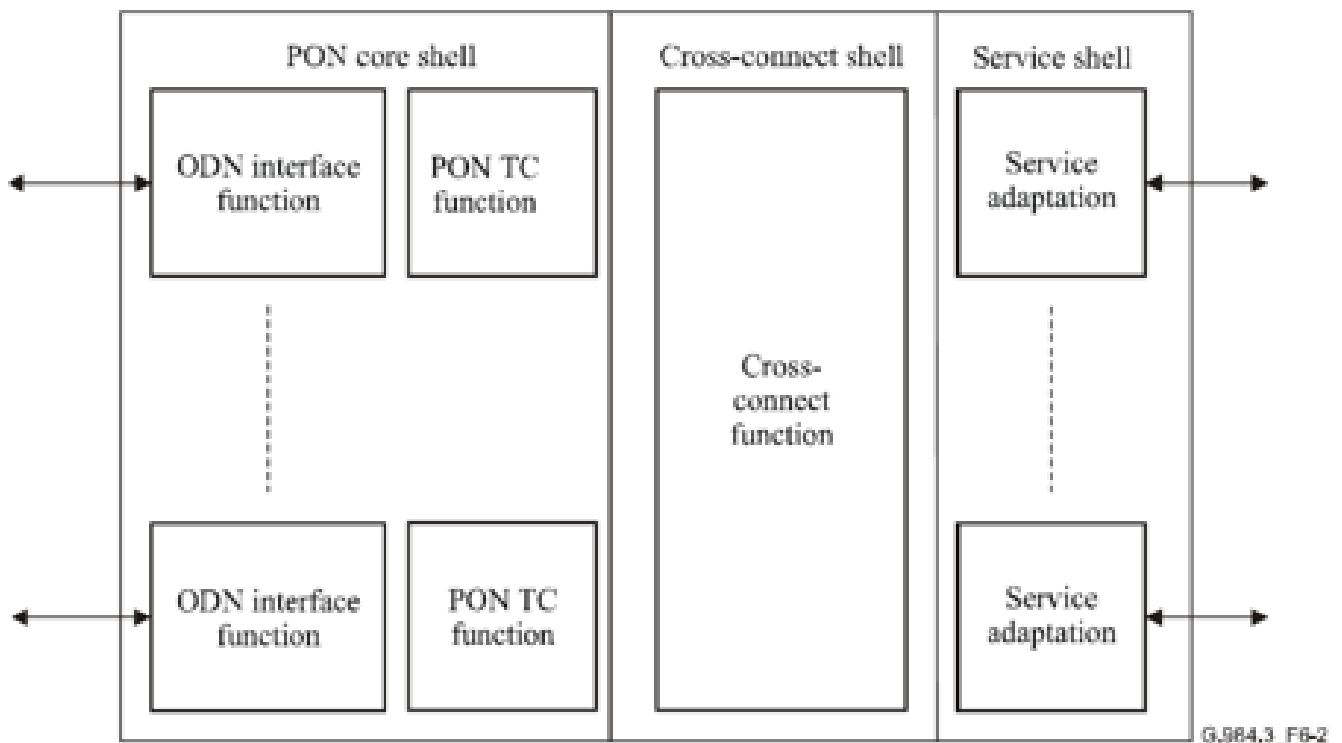 PON core shell
Cross-connect shell
Service shell
ODN interface
function
PON TC
function
Service
adaptation
Cross-
connect
function
ODN interface
function
PON TC
function
Service
adaptation
G.984.3_F6-2